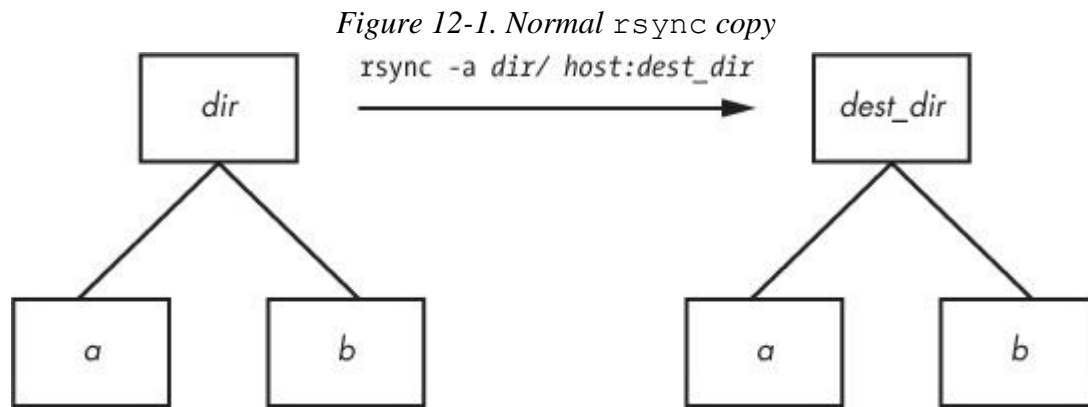 Figure 12-1. Normal rsync copy
rsync -a dir/ host:dest_dir
dir
dest_dir
a
b
a
b